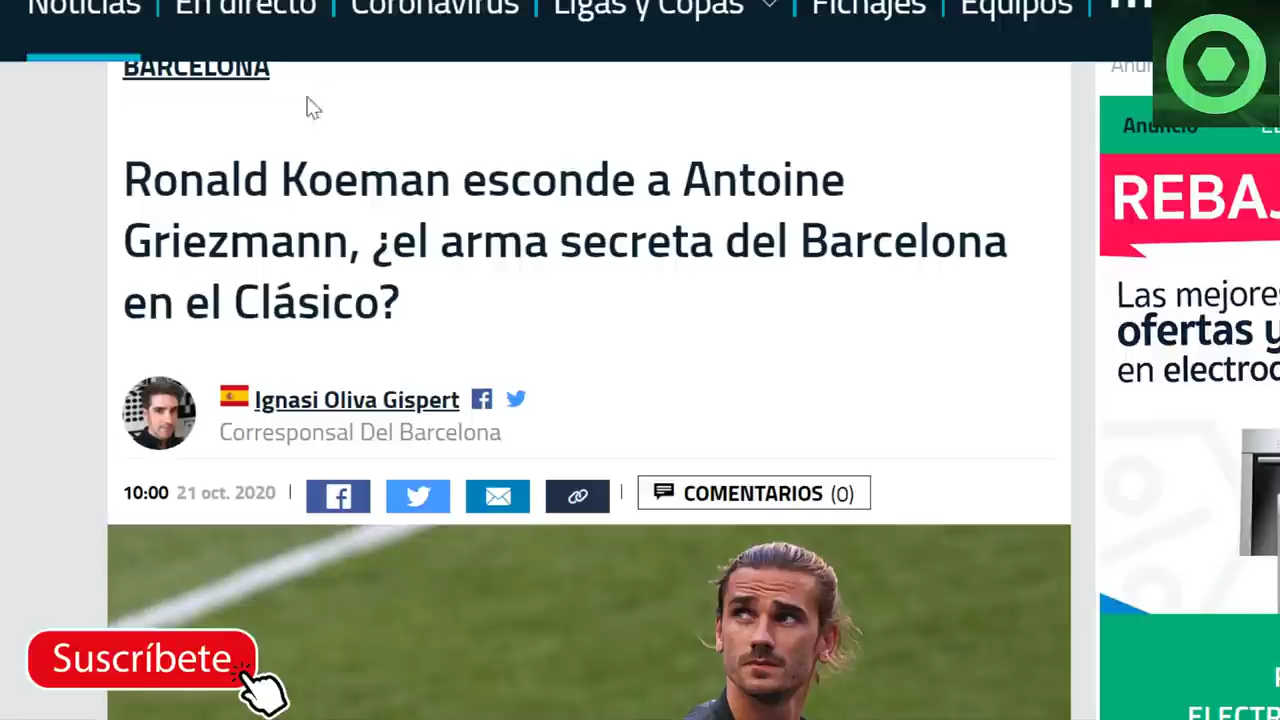 Noticias | En directo | Coronavirus | Ligas y Copas | Fichajes | Equipos |
BARCELONA
Anun
Anuncio
Ronald Koeman esconde a Antoine
Griezmann, ¿el arma secreta del Barcelona
en el Clásico?
REBAJ
Las mejores
ofertas y
en electrod
Ignasi Oliva Gispert
Corresponsal Del Barcelona
10:00 21 oct. 2020 |
| COMENTARIOS (0)
Suscríbete
ELECTR